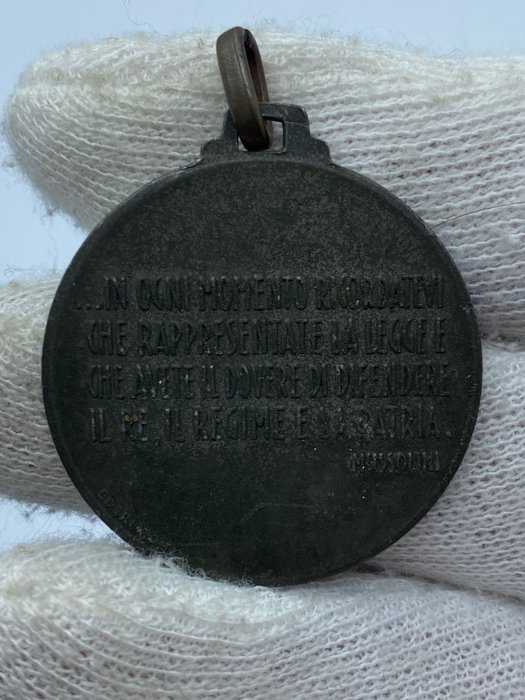 ...IN OGNI MOMENTO RICORDATEVI
CHE RAPPRESENTATE LA LEGGE E
CHE AVETE IL DOVERE DI DIFENDERE
IL RE, IL REGIME E LA PATRIA.
MUSSOLINI